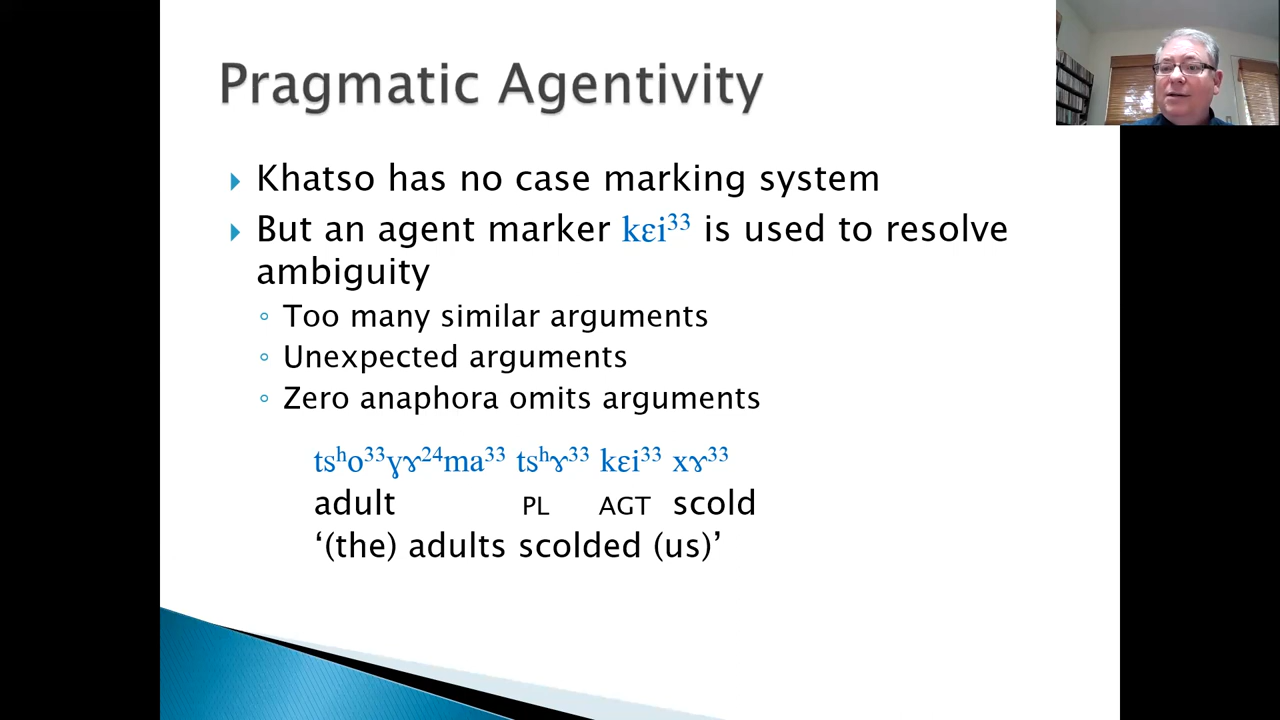 Pragmatic Agentivity
Khatso has no case marking system
But an agent marker kɛi³³ is used to resolve
ambiguity
Too many similar arguments
Unexpected arguments
Zero anaphora omits arguments
tsʰo³³ɣɤ²⁴ma³³ tsʰɤ³³ kɛi³³ xɤ³³
adult PL AGT scold
‘(the) adults scolded (us)’